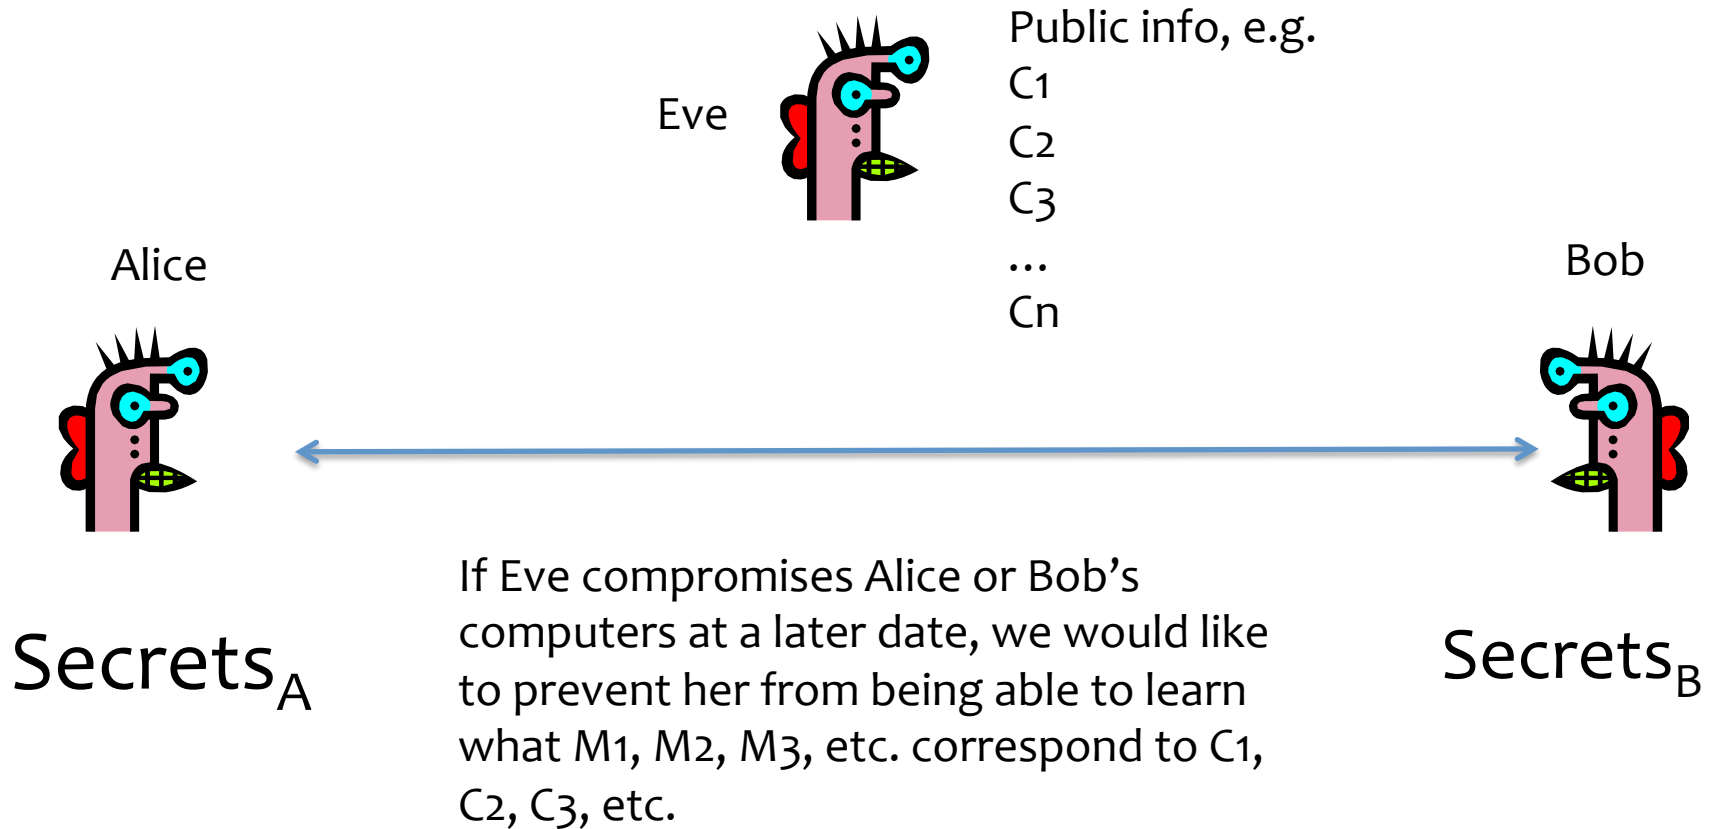 Public info, e.g.
C1
Eve
C2
C3
...
Cn
Alice
Bob
If Eve compromises Alice or Bob’s
computers at a later date, we would like
to prevent her from being able to learn
what M1, M2, M3, etc. correspond to C1,
C2, C3, etc.
SecretsA
SecretsB